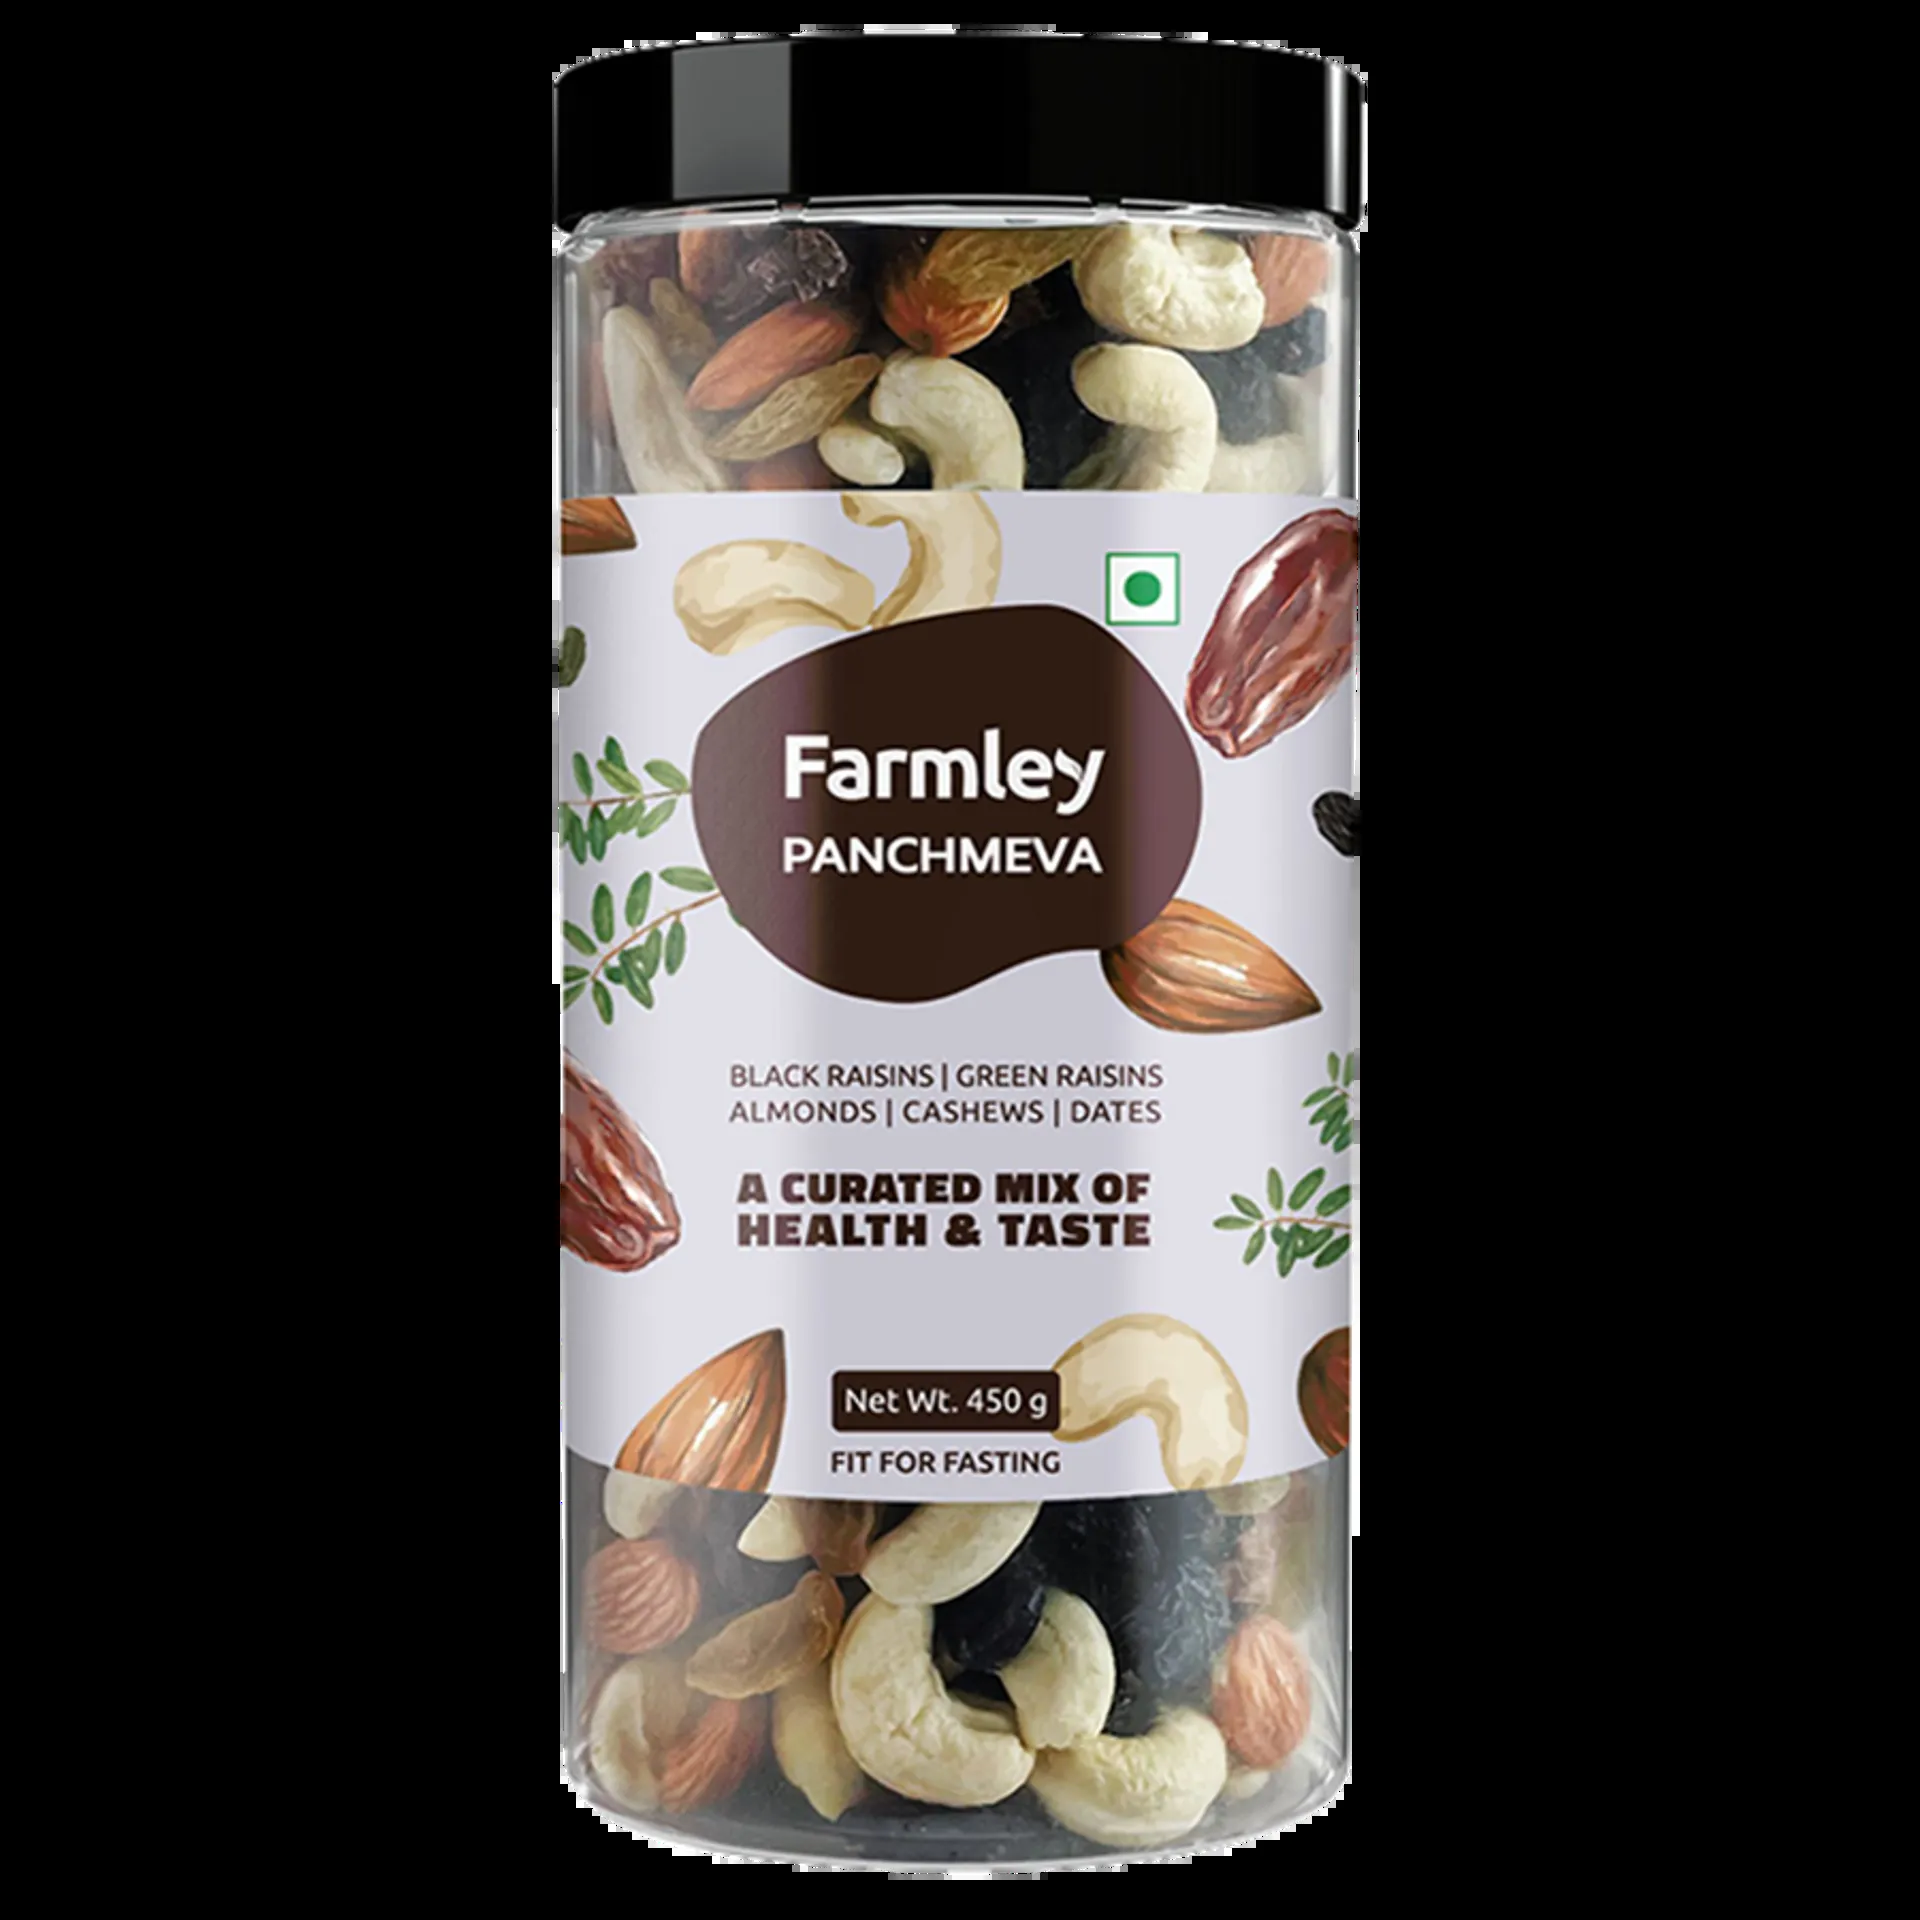 Farmley
PANCHMEVA
BLACK RAISINS | GREEN RAISINS
ALMONDS | CASHEWS | DATES
A CURATED MIX OF
HEALTH & TASTE
Net Wt. 450 g
FIT FOR FASTING